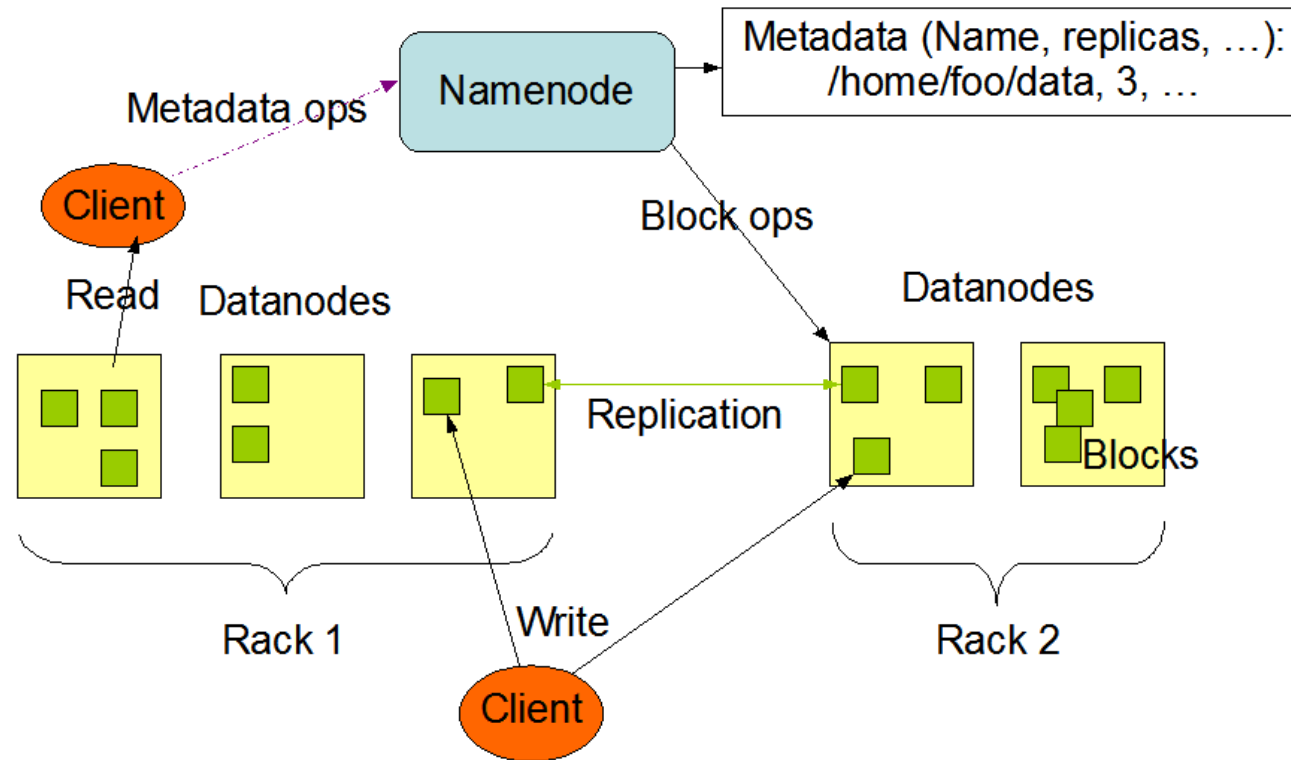 Metadata (Name, replicas, …):
/home/foo/data, 3, …
Namenode
Metadata ops
Client
Block ops
Read
Datanodes
Datanodes
Replication
Blocks
Rack 1
Write
Rack 2
Client